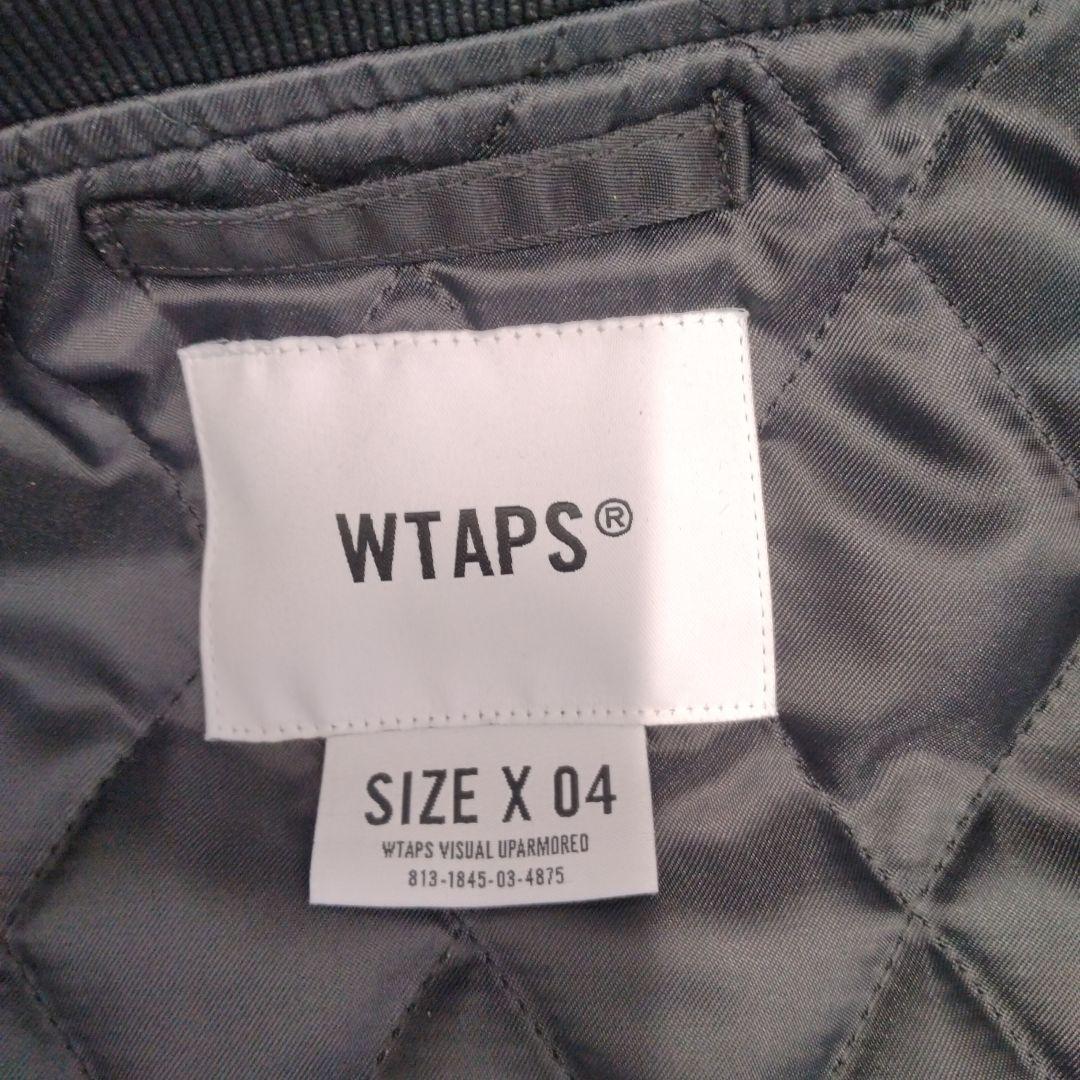 WTAPS®
SIZE X 04
WTAPS VISUAL UPARMORED
813-1845-03-4875